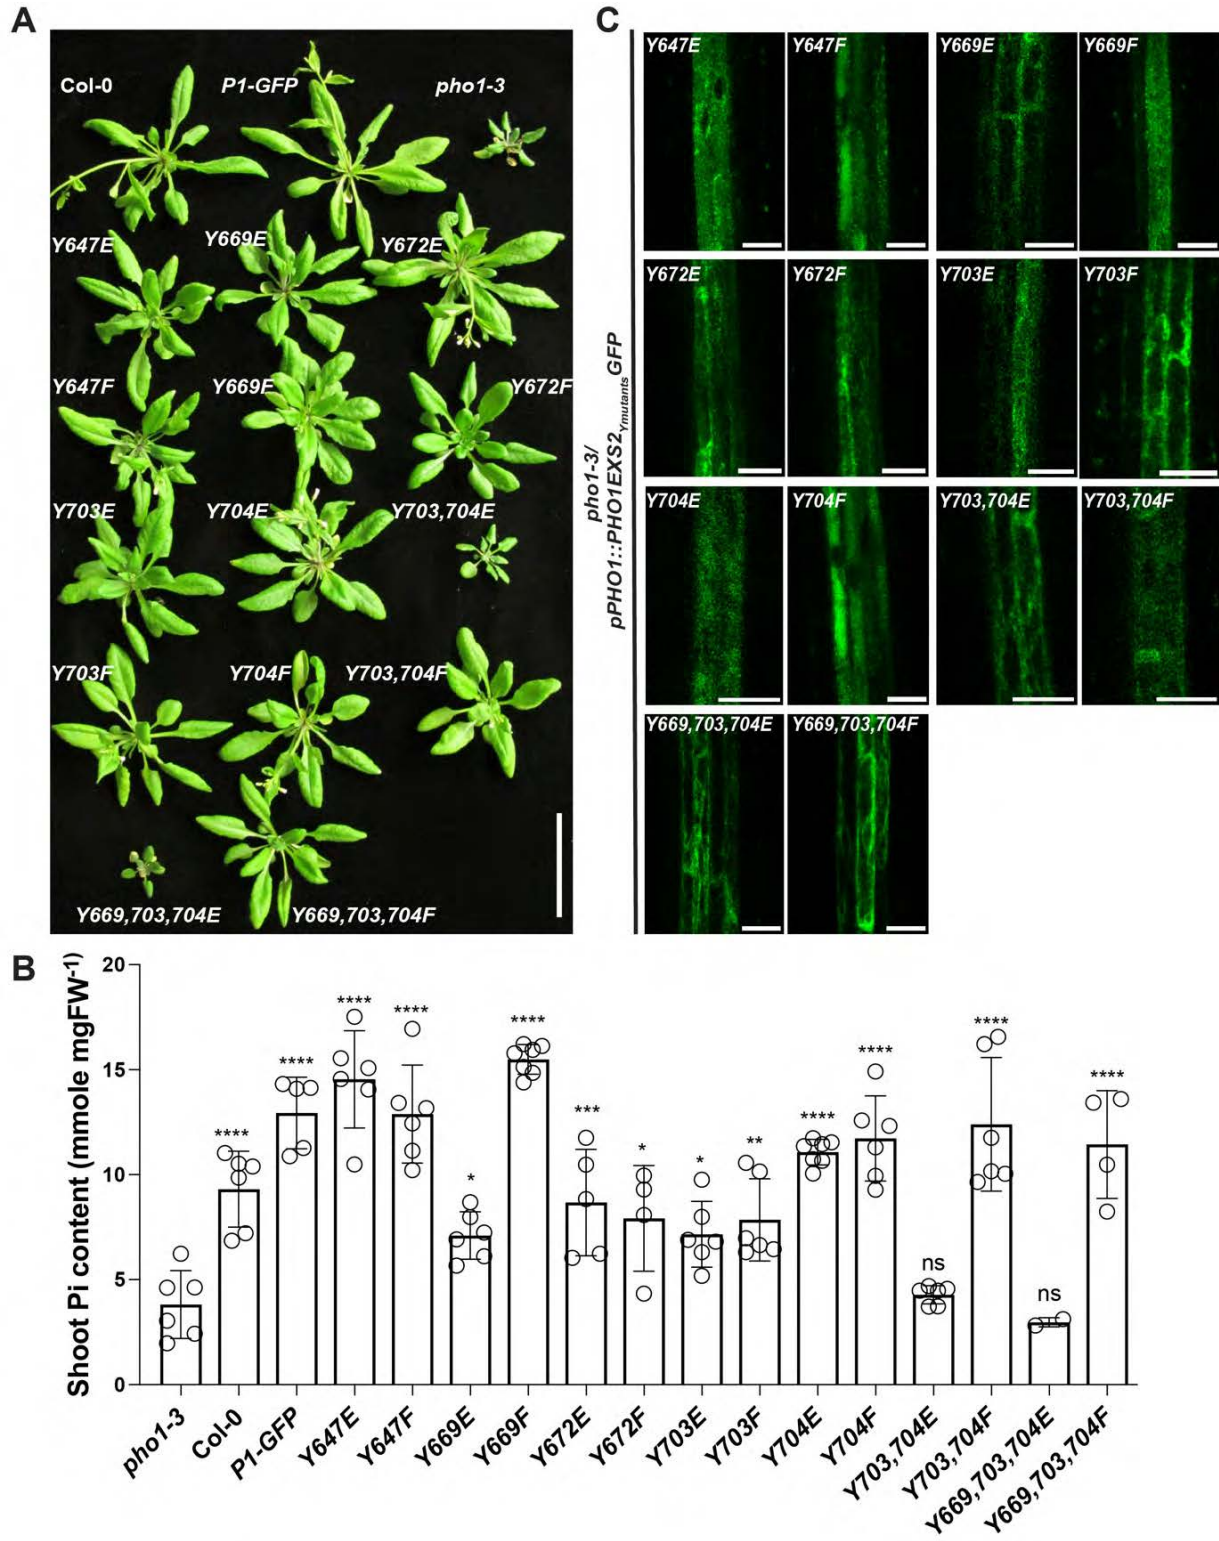 A
Col-0
P1-GFP
pho1-3
Y647E
Y669E
Y672E
Y647F
Y669F
Y672F
Y703E
Y704E
Y703,704E
Y703F
Y704F
Y703,704F
Y669,703,704E
Y669,703,704F
C
pho1-3/
pPHO1::PHO1EXS2YmutantsGFP
Y647E
Y647F
Y669E
Y669F
Y672E
Y672F
Y703E
Y703F
Y704E
Y704F
Y703,704E
Y703,704F
Y669,703,704E
Y669,703,704F
B
Shoot Pi content (mmole mgFW-1)
20
15
10
5
0
****
****
****
****
*
****
***
*
*
**
****
****
ns
****
ns
****
pho1-3
Col-0
P1-GFP
Y647E
Y647F
Y669E
Y669F
Y672E
Y672F
Y703E
Y703F
Y704E
Y704F
Y703,704E
Y703,704F
Y669,703,704E
Y669,703,704F